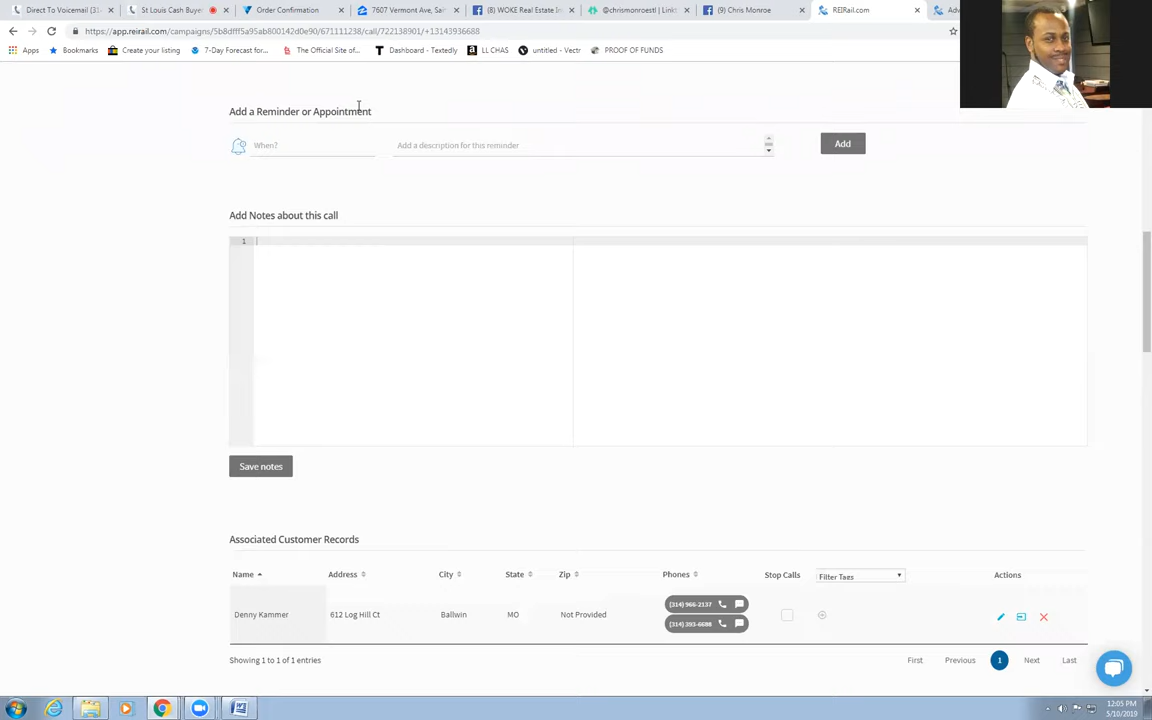 Direct To Voicemail (31
St Louis Cash Buye
Order Confirmation
7607 Vermont Ave, Sai
(8) WOKE Real Estate In
@chrismonroestl | Link
(9) Chris Monroe
REIRail.com
Adv
https://app.reirail.com/campaigns/5b8dfff5a95ab800142d0e90/671111238/call/722138901/+13143936688
Apps
Bookmarks
Create your listing
7-Day Forecast for...
The Official Site of...
Dashboard - Textedly
LL CHAS
untitled - Vectr
PROOF OF FUNDS
Add a Reminder or Appointment
When?
Add a description for this reminder
Add
Add Notes about this call
1
Save notes
Associated Customer Records
Name
Address
City
State
Zip
Phones
Stop Calls
Filter Tags
Actions
Denny Kammer
612 Log Hill Ct
Ballwin
MO
Not Provided
(314) 966-2137
(314) 393-6688
Showing 1 to 1 of 1 entries
First
Previous
1
Next
Last
12:05 PM
5/10/2019